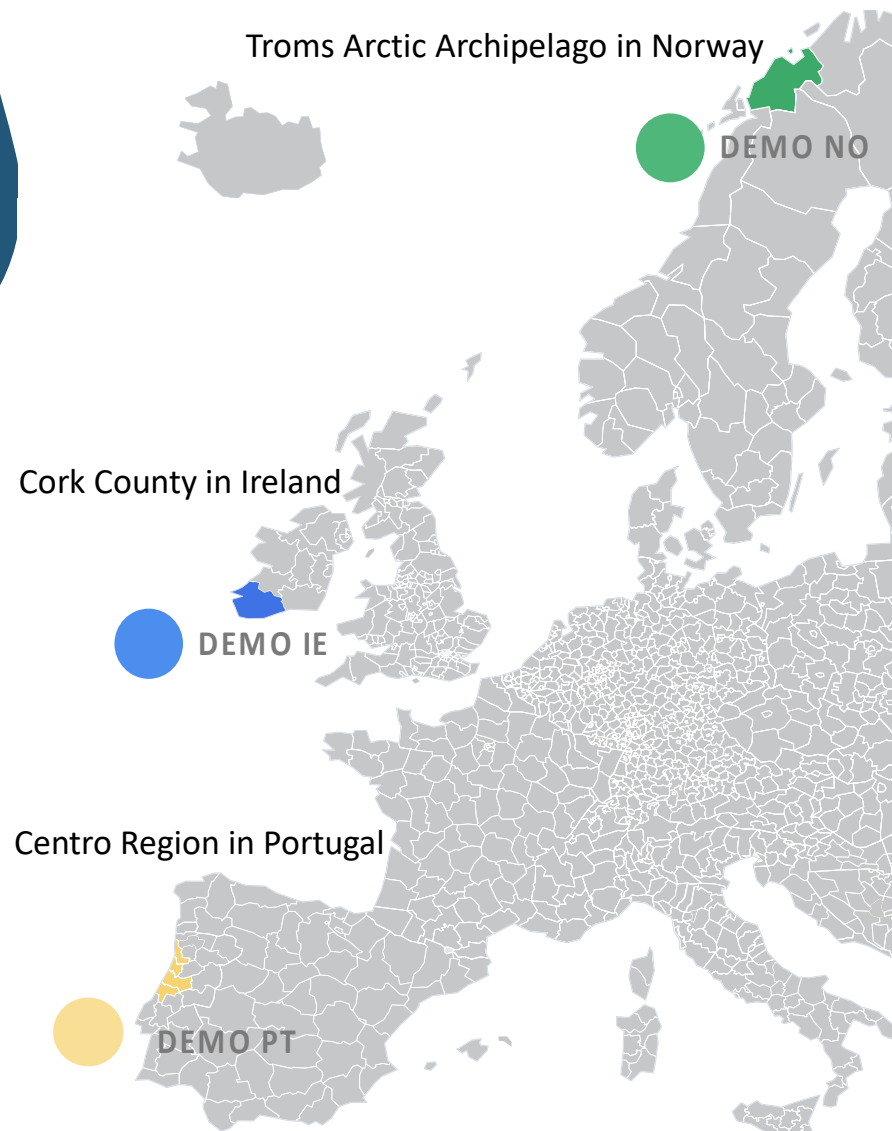 Troms Arctic Archipelago in Norway
DEMO NO
Cork County in Ireland
DEMO IE
Centro Region in Portugal
DEMO PT